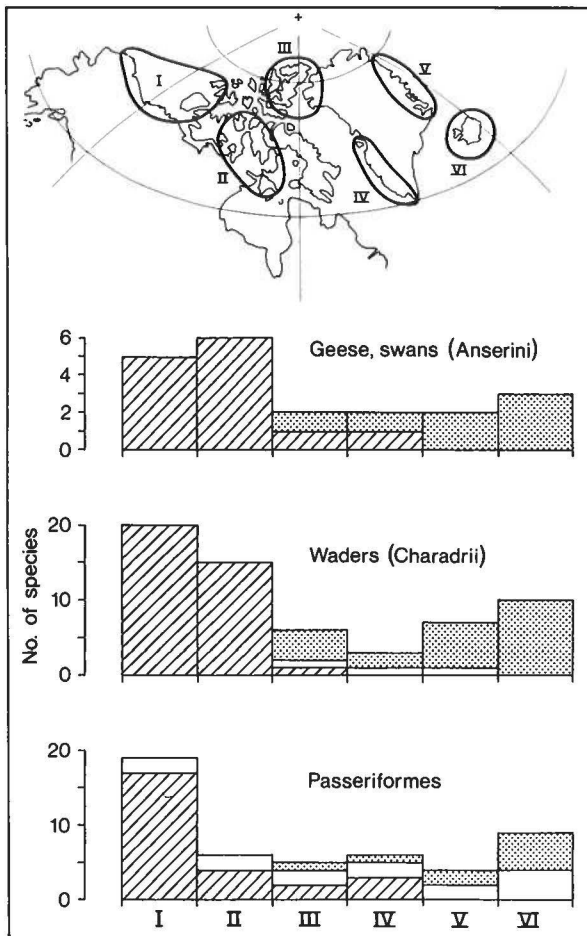 III
I
V
II
IV
VI
Geese, swans (Anserini)
6
4
2
0
Waders (Charadrii)
20
10
0
No. of species
Passeriformes
20
10
0
I II III IV V VI